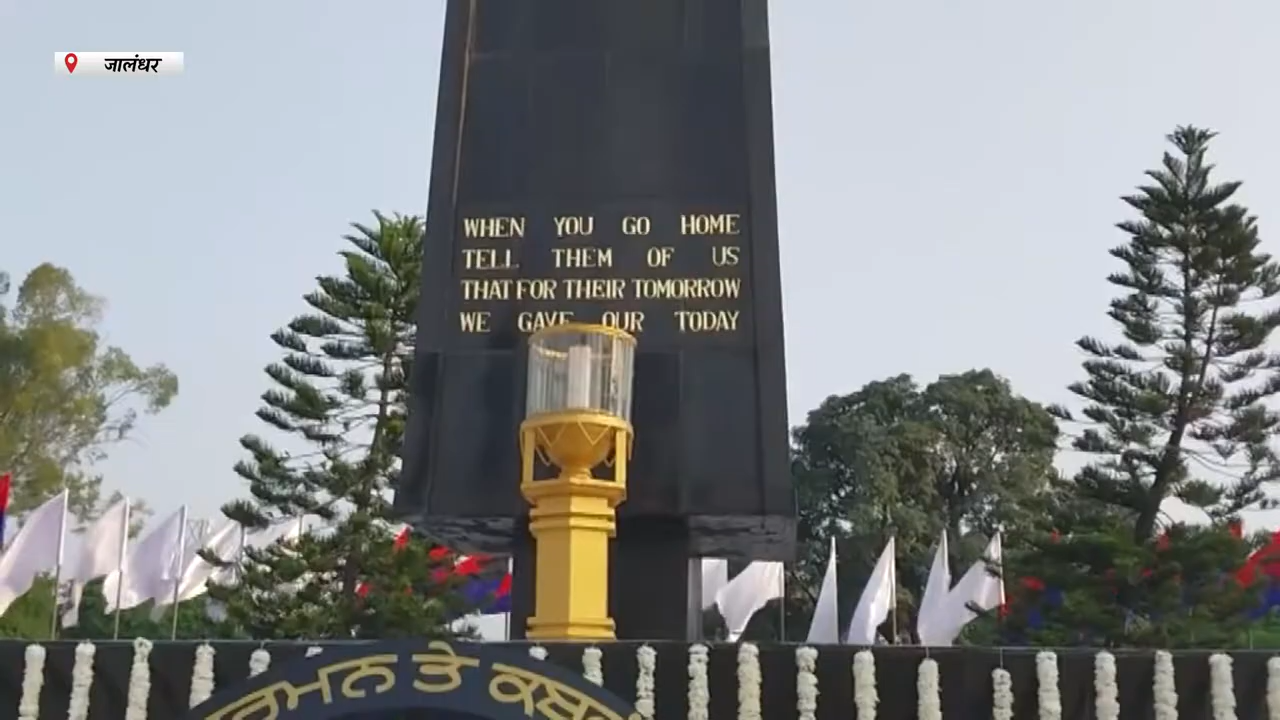 जालंधर
WHEN YOU GO HOME
TELL THEM OF US
THAT FOR THEIR TOMORROW
WE GAVE OUR TODAY
ਤੇ